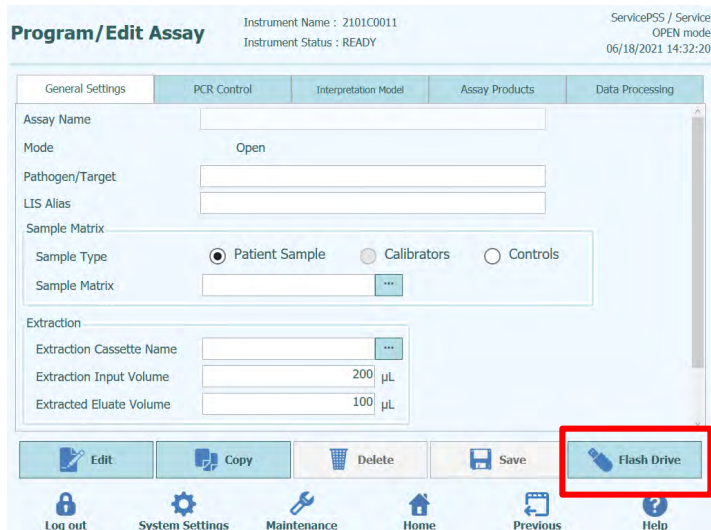 Program/Edit Assay
Instrument Name : 2101C0011
Instrument Status : READY
ServicePSS / Service
OPEN mode
06/18/2021 14:32:20
General Settings PCR Control Interpretation Model Assay Products Data Processing
Assay Name
Mode Open
Pathogen/Target
LIS Alias
Sample Matrix
Sample Type Patient Sample Calibrators Controls
Sample Matrix ...
Extraction
Extraction Cassette Name ...
Extraction Input Volume 200 µL
Extracted Eluate Volume 100 µL
Edit Copy Delete Save Flash Drive
Log out System Settings Maintenance Home Previous Help